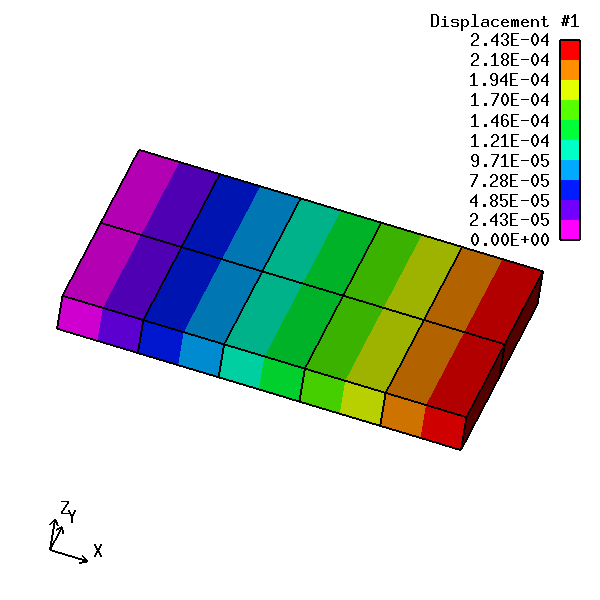 Displacement #1
2.43E-04
2.18E-04
1.94E-04
1.70E-04
1.46E-04
1.21E-04
9.71E-05
7.28E-05
4.85E-05
2.43E-05
0.00E+00
Z
Y
X